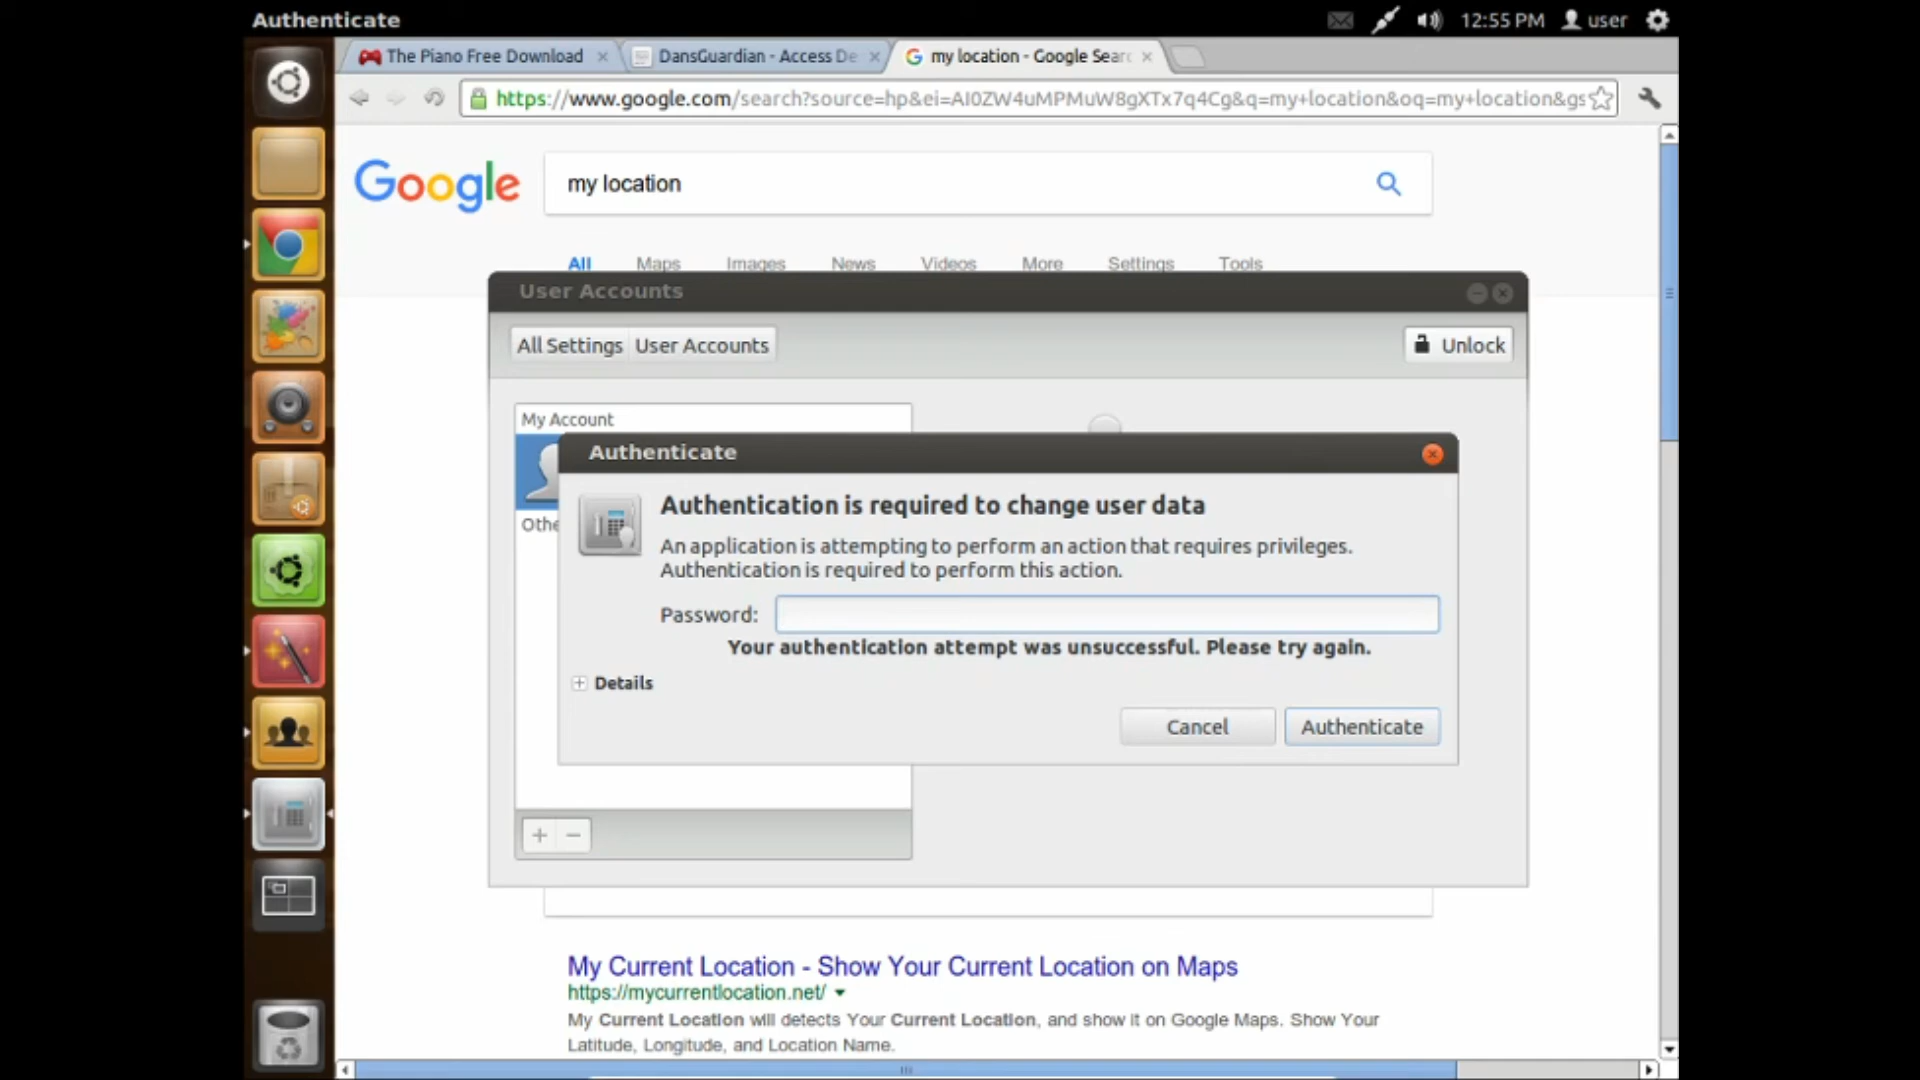 Authenticate
12:55 PM
user
The Piano Free Download
DansGuardian - Access De
my location - Google Sear
https://www.google.com/search?source=hp&ei=AI0ZW4uMPMuW8gXTx7q4Cg&q=my+location&oq=my+location&gs
Google
my location
All
Maps
Images
News
Videos
More
Settings
Tools
User Accounts
All Settings
User Accounts
Unlock
My Account
Othe
Authenticate
Authentication is required to change user data
An application is attempting to perform an action that requires privileges.
Authentication is required to perform this action.
Password:
Your authentication attempt was unsuccessful. Please try again.
Details
Cancel
Authenticate
My Current Location - Show Your Current Location on Maps
https://mycurrentlocation.net/
My Current Location will detects Your Current Location, and show it on Google Maps. Show Your
Latitude, Longitude, and Location Name.